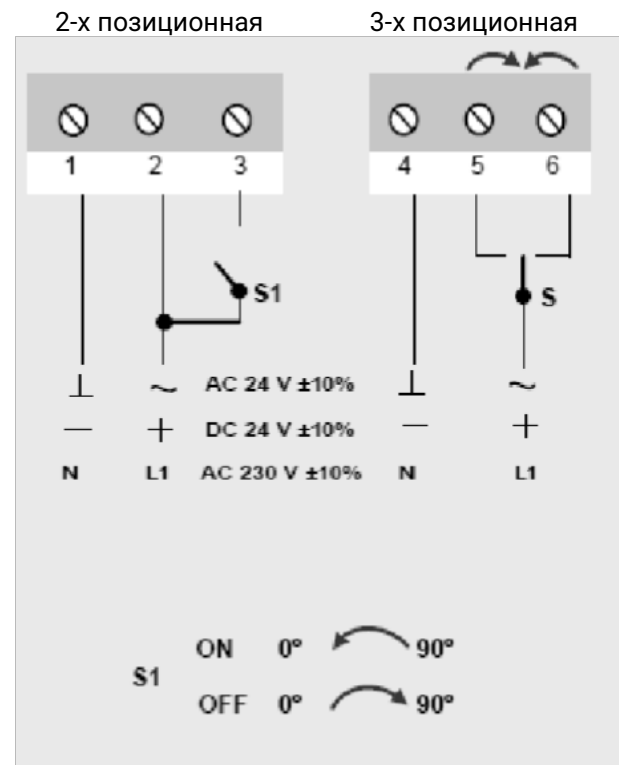 2-х позиционная 3-х позиционная
1 2 3 4 5 6
S1 S
⊥ ~ AC 24 V ±10% ⊥ ~
— + DC 24 V ±10% — +
N L1 AC 230 V ±10% N L1
ON 0° 90°
S1
OFF 0° 90°